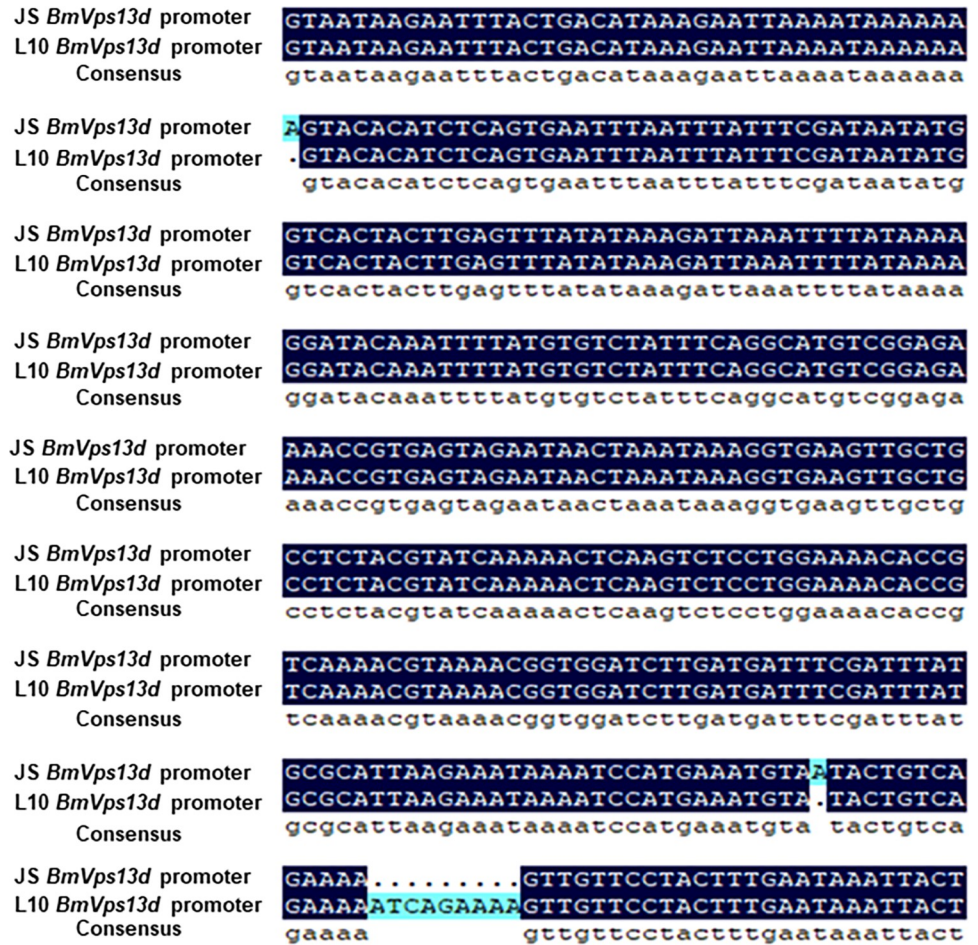 JS BmVps13d promoter GTAATAAGAATTTACTGACATAAAGAATTAAAATAAAAAA
L10 BmVps13d promoter GTAATAAGAATTTACTGACATAAAGAATTAAAATAAAAAA
Consensus gtaataagaatttactgacataaagaattaaaataaaaaa
JS BmVps13d promoter AGTACACATCTCAGTGAATTTAATTTATTTCGATAATATG
L10 BmVps13d promoter .GTACACATCTCAGTGAATTTAATTTATTTCGATAATATG
Consensus gtacacatctcagtgaatttaatttatttcgataatatg
JS BmVps13d promoter GTCACTACTTGAGTTTATATAAAGATTAAATTTTATAAAA
L10 BmVps13d promoter GTCACTACTTGAGTTTATATAAAGATTAAATTTTATAAAA
Consensus gtcactacttgagtttatataaagattaaattttataaaa
JS BmVps13d promoter GGATACAAATTTTATGTGTCTATTTCAGGCATGTCGGAGA
L10 BmVps13d promoter GGATACAAATTTTATGTGTCTATTTCAGGCATGTCGGAGA
Consensus ggatacaaattttatgtgtctatttcaggcatgtcggaga
JS BmVps13d promoter AAACCGTGAGTAGAATAACTAAATAAAGGTGAAGTTGCTG
L10 BmVps13d promoter AAACCGTGAGTAGAATAACTAAATAAAGGTGAAGTTGCTG
Consensus aaaccgtgagtagaataactaaataaaggtgaagttgctg
JS BmVps13d promoter CCTCTACGTATCAAAAACTCAAGTCTCCTGGAAAACACCG
L10 BmVps13d promoter CCTCTACGTATCAAAAACTCAAGTCTCCTGGAAAACACCG
Consensus cctctacgtatcaaaaactcaagtctcctggaaaacaccg
JS BmVps13d promoter TCAAAACGTAAAACGGTGGATCTTGATGATTTCGATTTAT
L10 BmVps13d promoter TCAAAACGTAAAACGGTGGATCTTGATGATTTCGATTTAT
Consensus tcaaaacgtaaaacggtggatcttgatgatttcgatttat
JS BmVps13d promoter GCGCATTAAGAAATAAAATCCATGAAATGTAATACTGTCA
L10 BmVps13d promoter GCGCATTAAGAAATAAAATCCATGAAATGTA.TACTGTCA
Consensus gcgcattaagaaataaaatccatgaaatgta tactgtca
JS BmVps13d promoter GAAAA.........GTTGTTCCTACTTTGAATAAATTACT
L10 BmVps13d promoter GAAAAATCAGAAAAGTTGTTCCTACTTTGAATAAATTACT
Consensus gaaaa gttgttcctactttgaataaattact